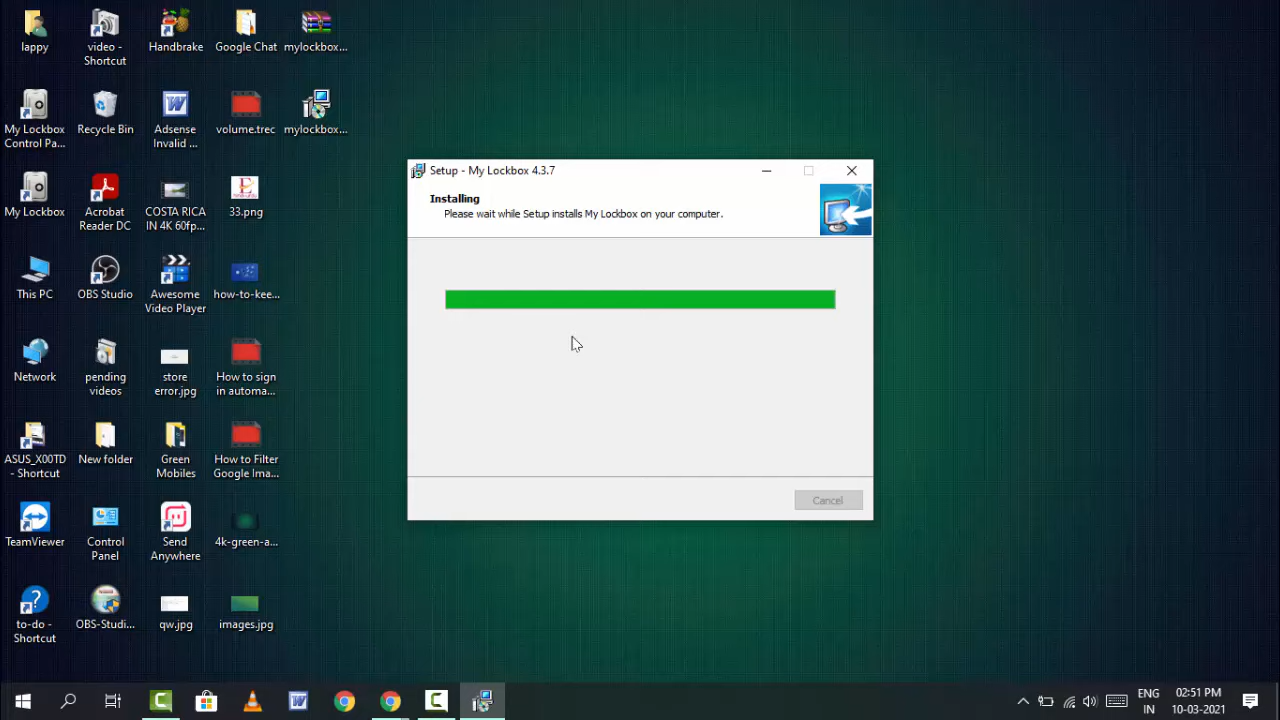 lappy
video -
Shortcut
Handbrake
Google Chat
mylockbox...
My Lockbox
Control Pa...
Recycle Bin
Adsense
Invalid ...
volume.trec
mylockbox...
My Lockbox
Acrobat
Reader DC
COSTA RICA
IN 4K 60fp...
33.png
This PC
OBS Studio
Awesome
Video Player
how-to-kee...
Network
pending
videos
store
error.jpg
How to sign
in automa...
ASUS_X00TD
- Shortcut
New folder
Green
Mobiles
How to Filter
Google Ima...
TeamViewer
Control
Panel
Send
Anywhere
4k-green-a...
to-do -
Shortcut
OBS-Studi...
qw.jpg
images.jpg
Setup - My Lockbox 4.3.7
Installing
Please wait while Setup installs My Lockbox on your computer.
Cancel
ENG
IN
02:51 PM
10-03-2021